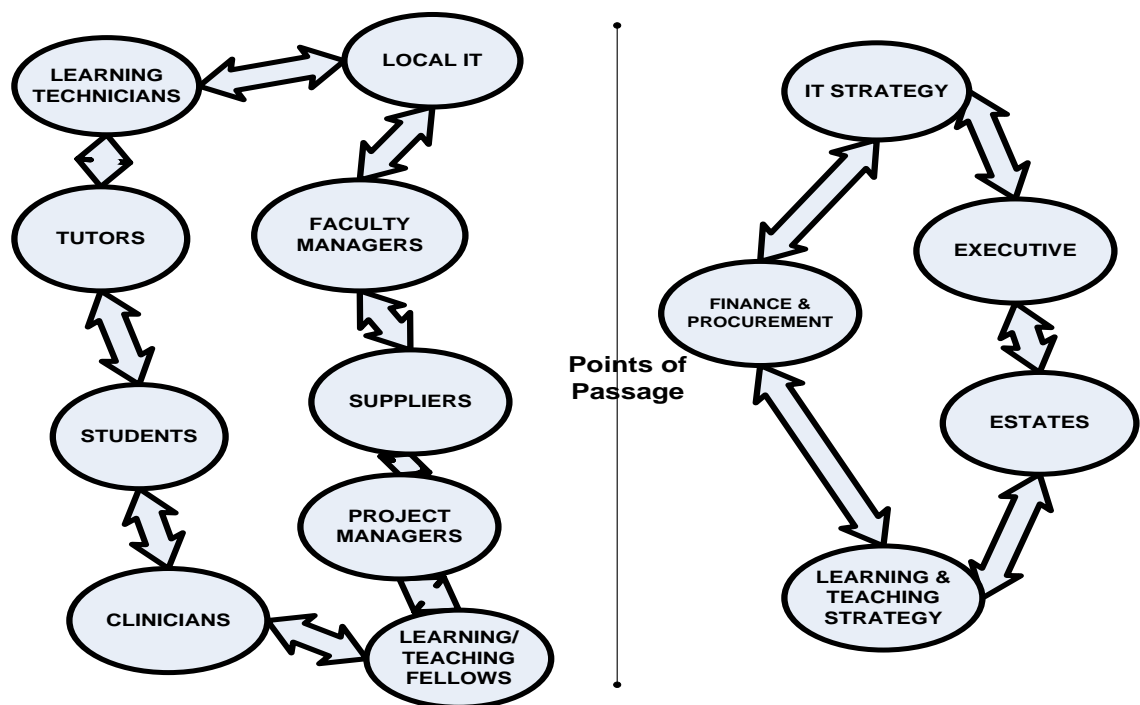 LEARNING
TECHNICIANS
LOCAL IT
TUTORS
FACULTY
MANAGERS
STUDENTS
SUPPLIERS
PROJECT
MANAGERS
CLINICIANS
LEARNING/
TEACHING
FELLOWS
Points of
Passage
IT STRATEGY
EXECUTIVE
FINANCE &
PROCUREMENT
ESTATES
LEARNING &
TEACHING
STRATEGY